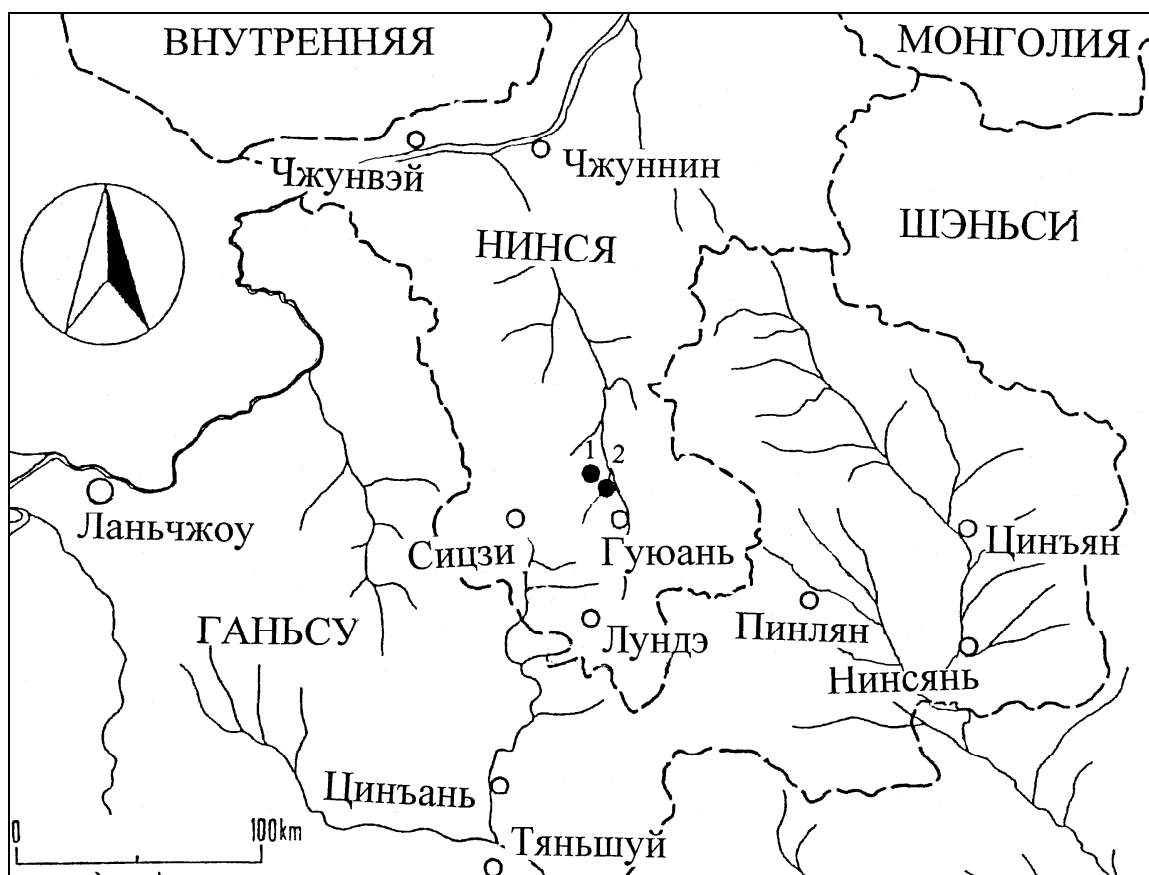 ВНУТРЕННЯЯ
МОНГОЛИЯ
Чжунвэй
Чжуннин
ШЭНЬСИ
НИНСЯ
1
2
Ланьчжоу
Сицзи
Гуюань
Цинъян
ГАНЬСУ
Лундэ
Пинлян
Нинсянь
Цинъань
0
100km
Тяньшуй